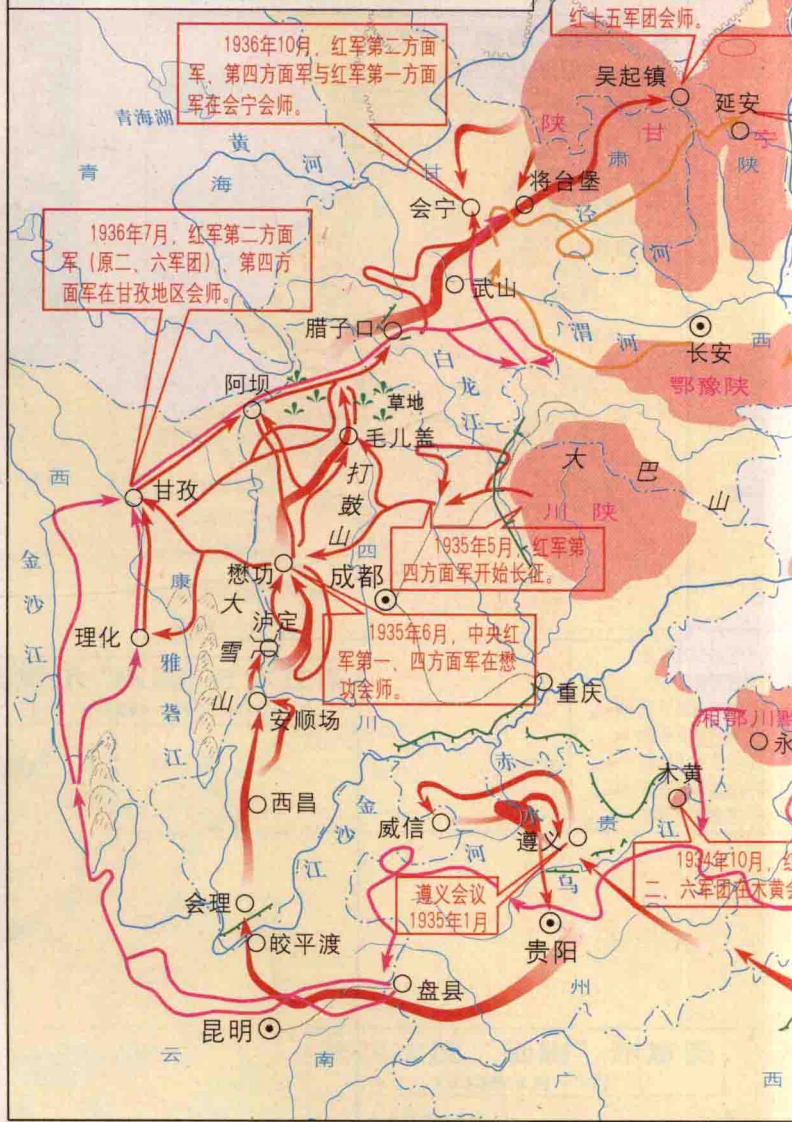 红十五军团会师。
1936年10月，红军第二方面
军、第四方面军与红军第一方面
军在会宁会师。
吴起镇
延安
青海湖
黄河
陕甘宁
青海
甘肃
陕西
将台堡
会宁
泾河
1936年7月，红军第二方面
军（原二、六军团）、第四方
面军在甘孜地区会师。
武山
腊子口
渭河
长安
白龙江
鄂豫陕
阿坝
草地
毛儿盖
大巴山
打鼓山
川陕
西康
甘孜
四川
1935年5月，红军第
四方面军开始长征。
金沙江
懋功
成都
大雪山
泸定
理化
1935年6月，中央红
军第一、四方面军在懋
功会师。
雅砻江
重庆
安顺场
湘鄂川黔
永
木黄
赤水河
西昌
金沙江
威信
遵义
贵州
乌江
1934年10月，红
二、六军团在木黄会
遵义会议
1935年1月
会理
皎平渡
贵阳
盘县
昆明
云南
广西